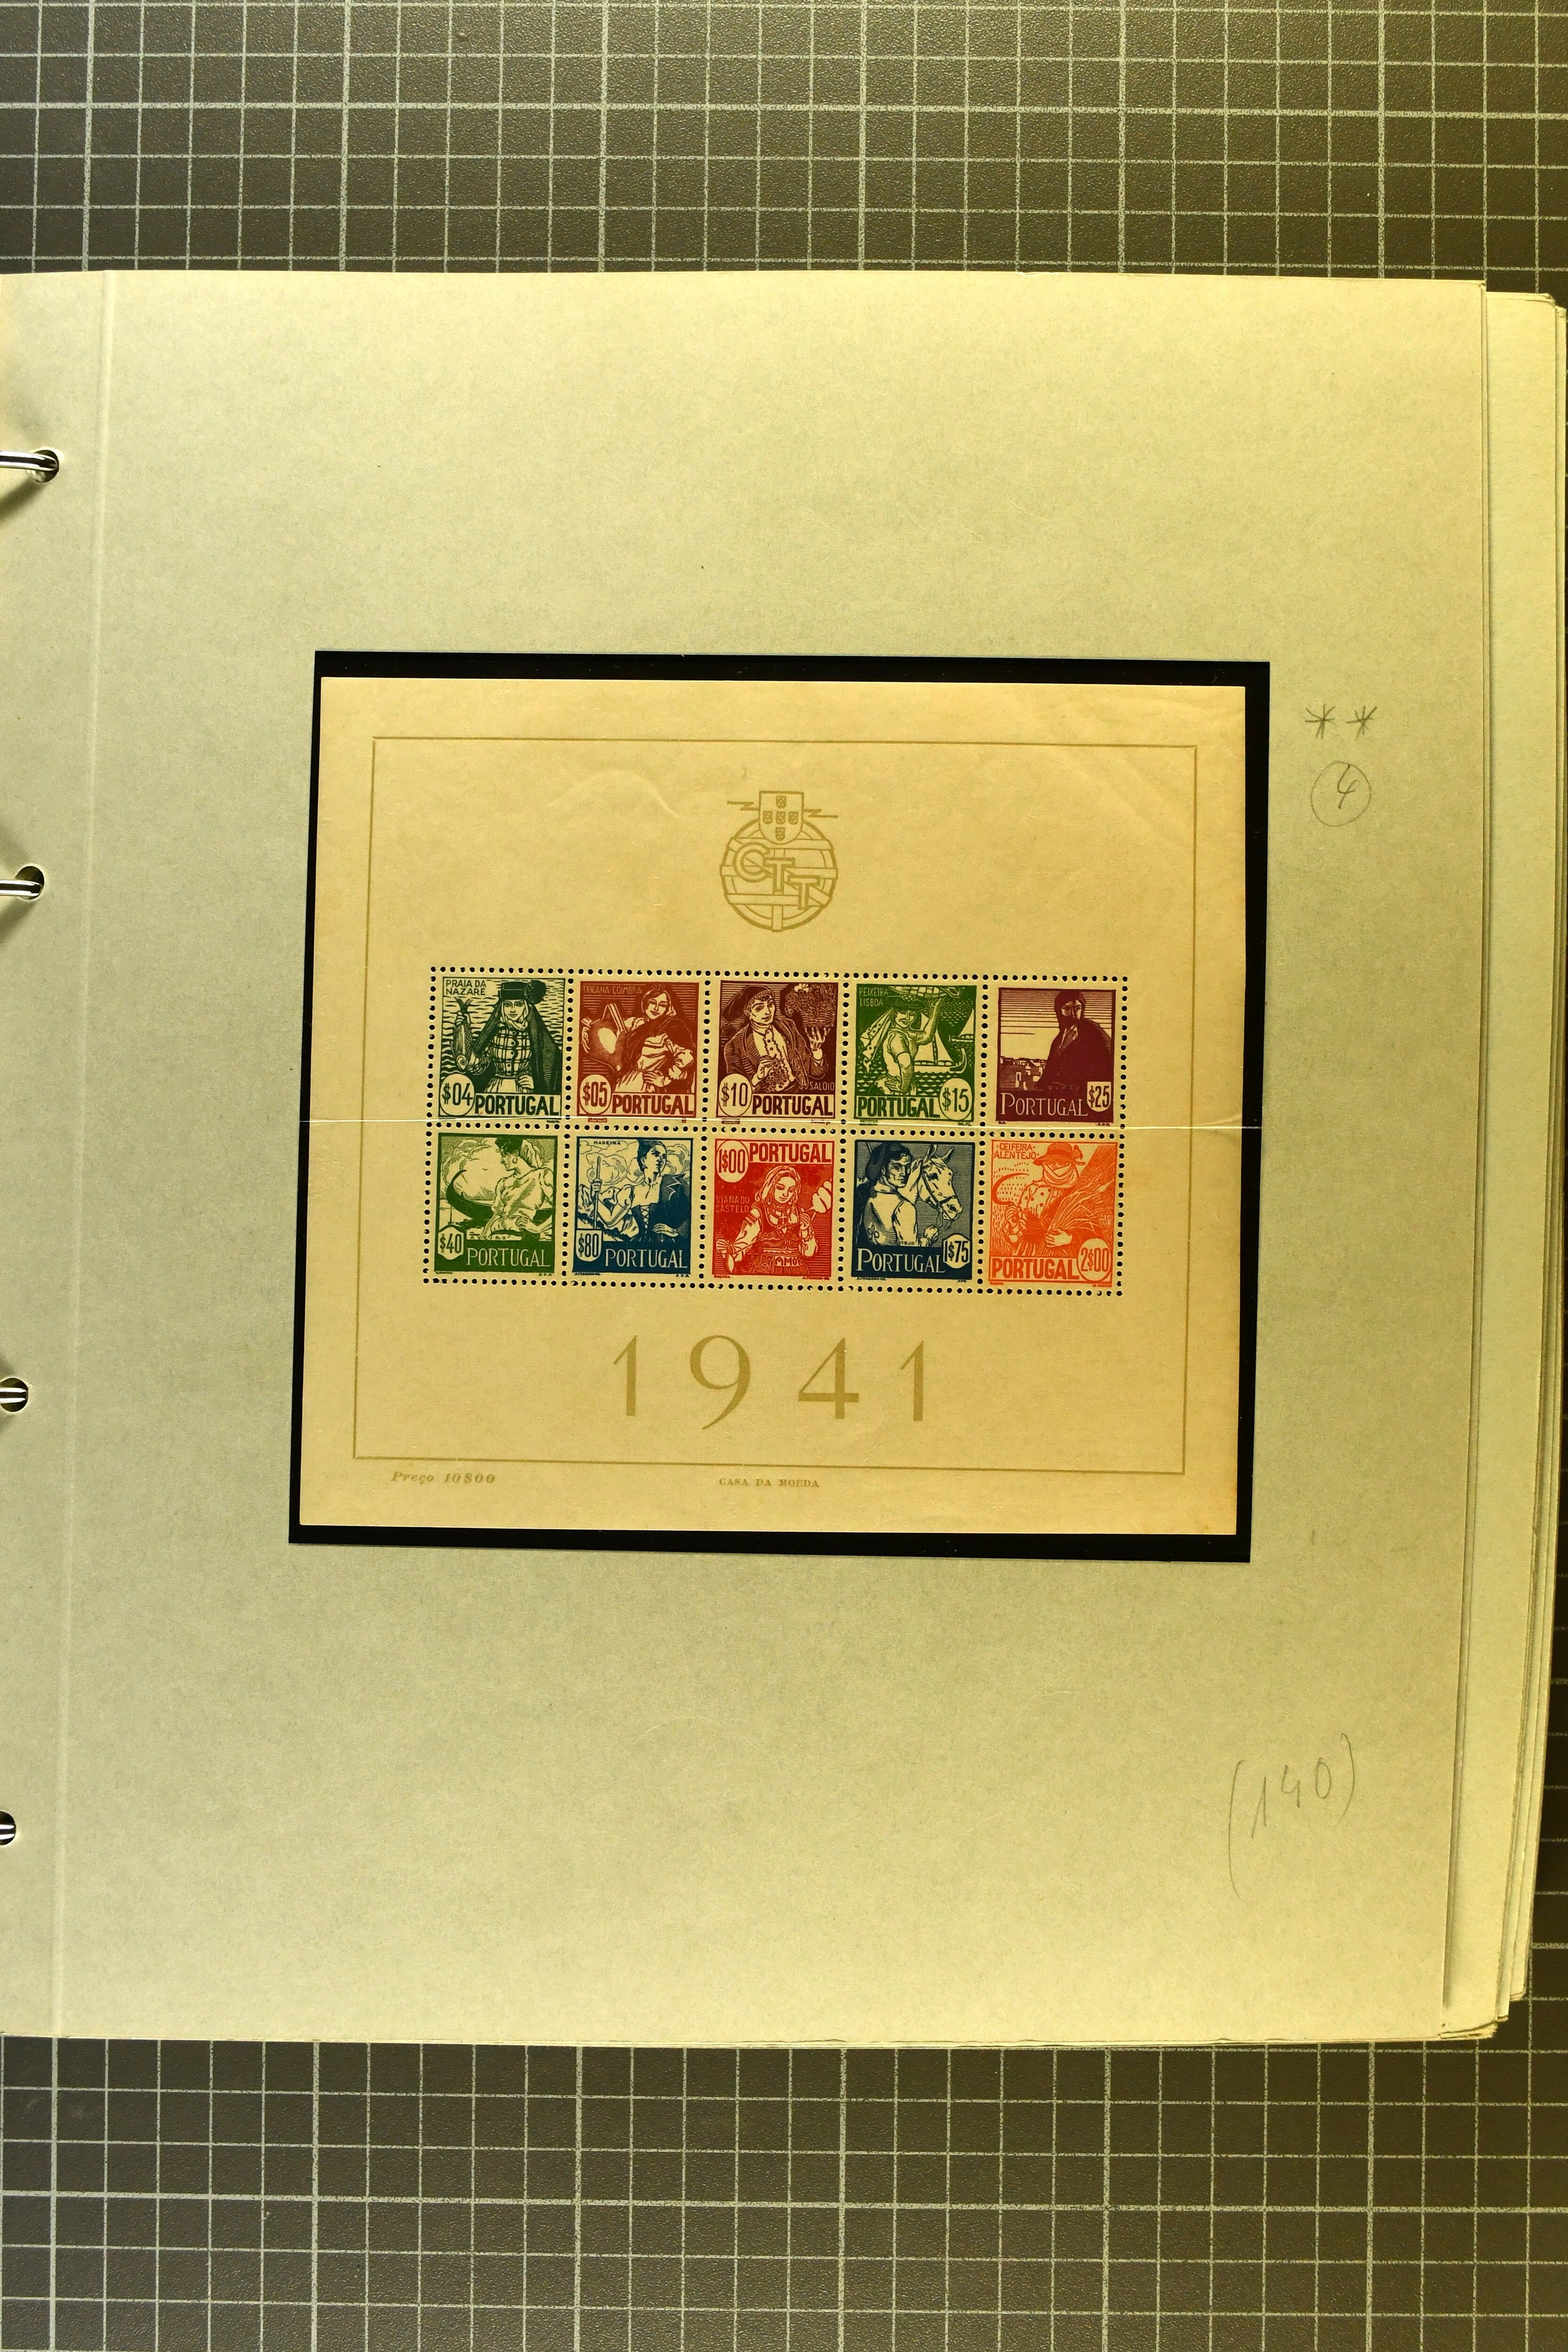 * *
4
CTT
PRAIA DA
NAZARÉ
$04 PORTUGAL
TRICANA-COIMBRA
$05 PORTUGAL
SALOIO
$10 PORTUGAL
PEIXEIRA
LISBOA
PORTUGAL $15
PORTUGAL $25
$40 PORTUGAL
MADEIRA
$80 PORTUGAL
1$00 PORTUGAL
VIANA DO
CASTELO
AMOR
PORTUGAL 1$75
CEIFEIRA
ALENTEJO
PORTUGAL 2$00
1941
Preço 10$00
CASA DA MOEDA
(140)